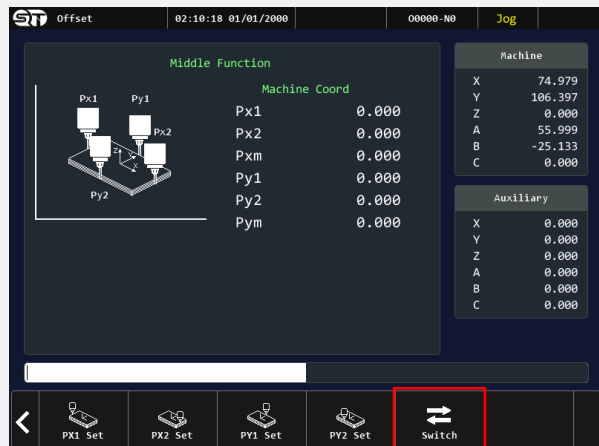 Offset 02:10:18 01/01/2000 O0000-N0 Jog
Middle Function
Machine Coord
Px1 0.000
Px2 0.000
Pxm 0.000
Py1 0.000
Py2 0.000
Pym 0.000
Px1 Py1
Px2
Z Y
X
Py2
Machine
X 74.979
Y 106.397
Z 0.000
A 55.999
B -25.133
C 0.000
Auxiliary
X 0.000
Y 0.000
Z 0.000
A 0.000
B 0.000
C 0.000
PX1 Set PX2 Set PY1 Set PY2 Set Switch